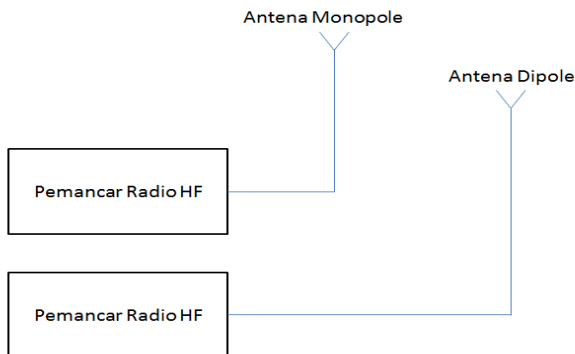 Antena Monopole
Antena Dipole
Pemancar Radio HF
Pemancar Radio HF